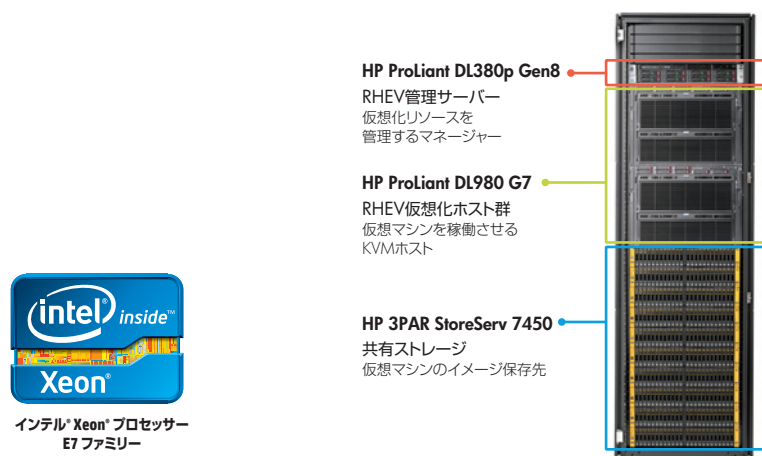 HP ProLiant DL380p Gen8
RHEV管理サーバー
仮想化リソースを
管理するマネージャー
HP ProLiant DL980 G7
RHEV仮想化ホスト群
仮想マシンを稼働させる
KVMホスト
HP 3PAR StoreServ 7450
共有ストレージ
仮想マシンのイメージ保存先
intel® inside™
Xeon®
インテル® Xeon® プロセッサー
E7 ファミリー